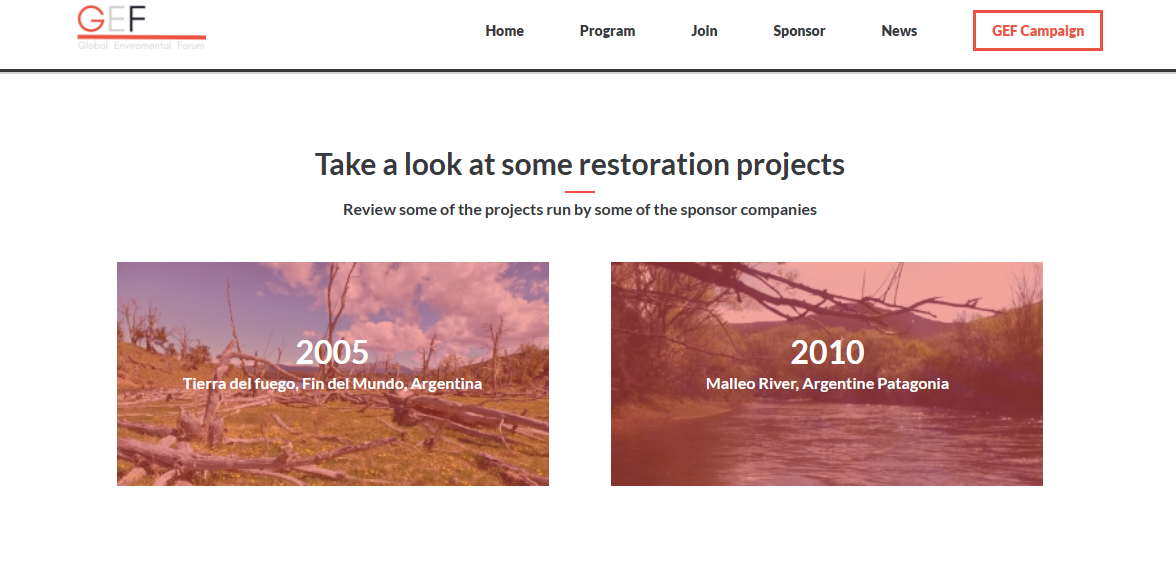 GEF
Global Enviromental Forum
Home Program Join Sponsor News GEF Campaign
Take a look at some restoration projects
Review some of the projects run by some of the sponsor companies
2005
Tierra del fuego, Fin del Mundo, Argentina
2010
Malleo River, Argentine Patagonia